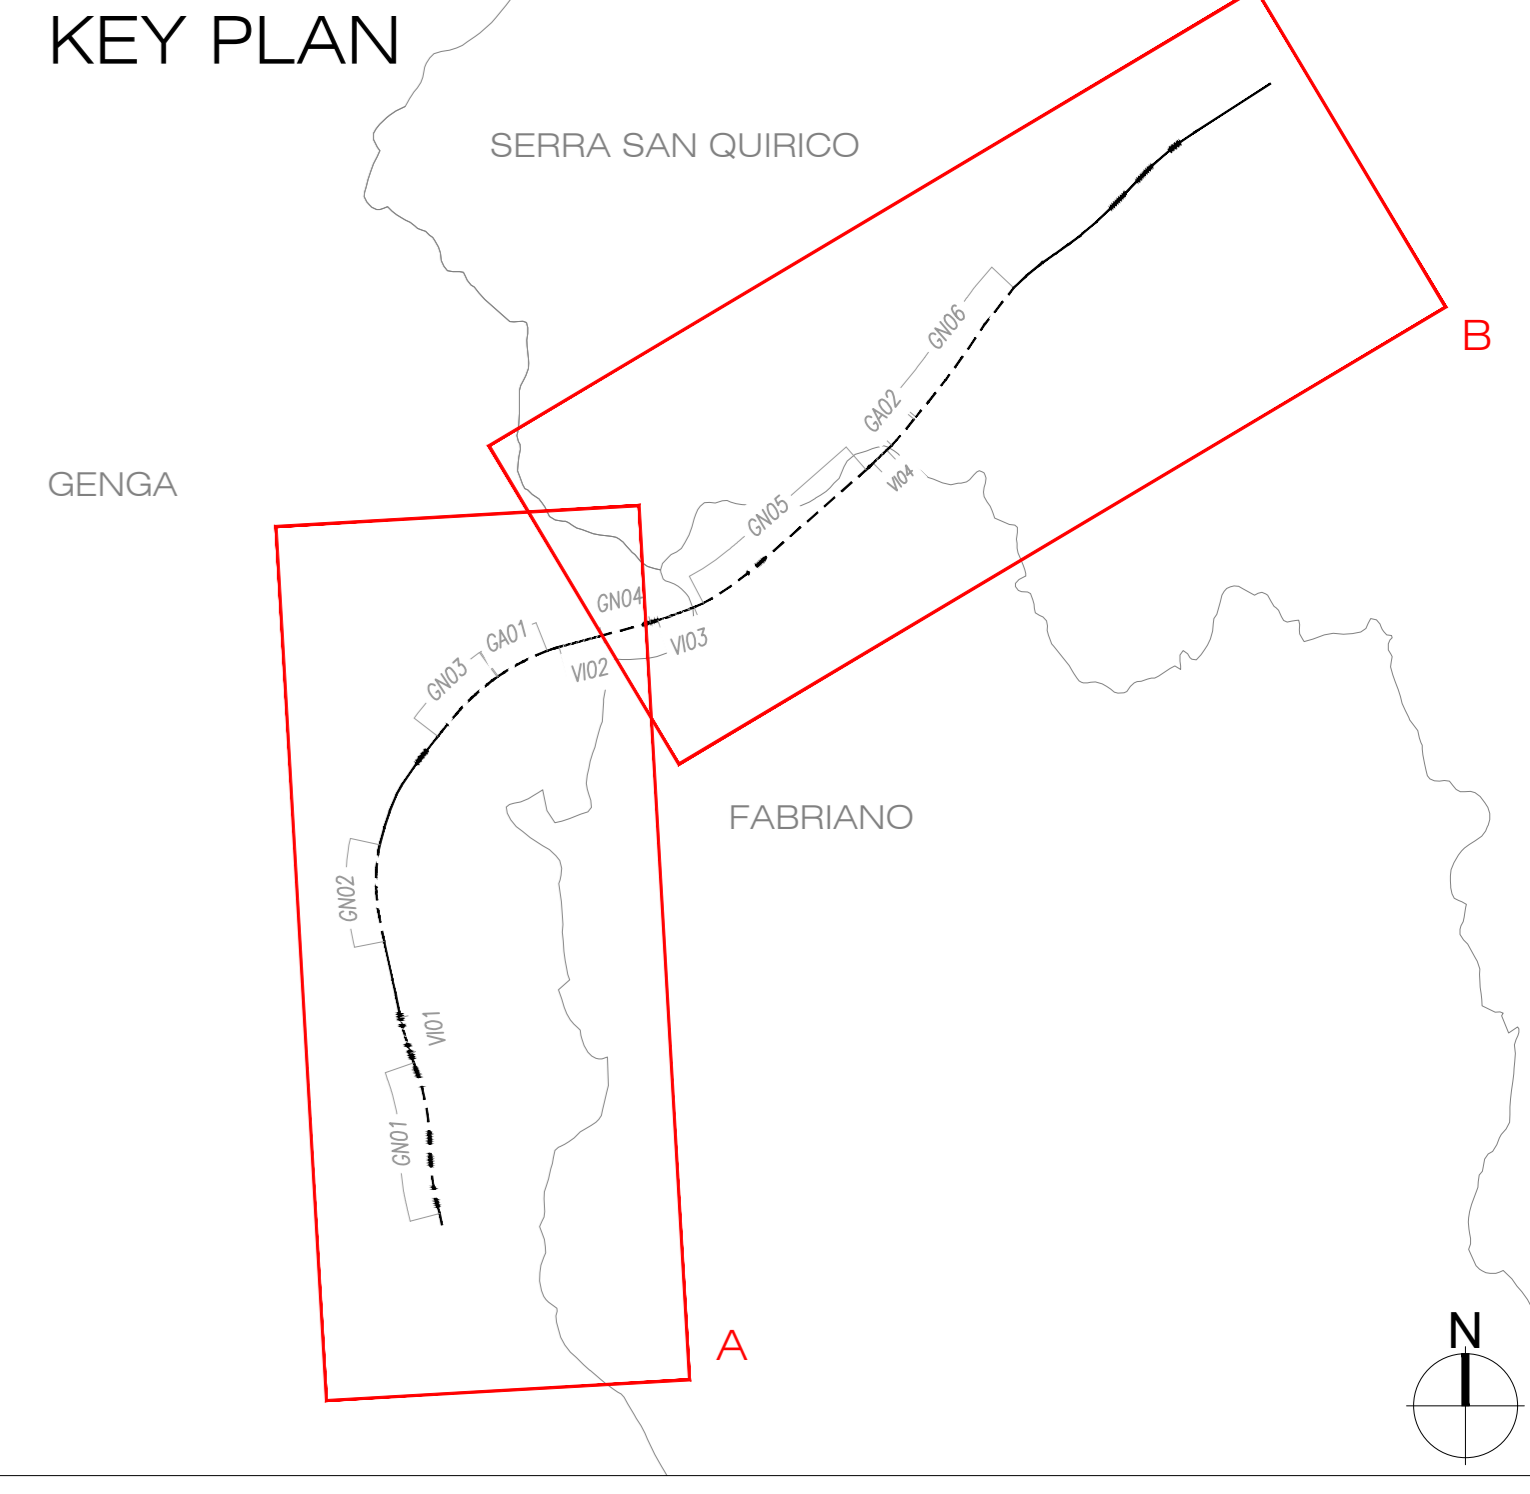 KEY PLAN
SERRA SAN QUIRICO
B
GN06
GA02
GENGA
VI04
GN05
GN04
GA01
VI03
GN03
VI02
FABRIANO
GN02
VI01
GN01
N
A